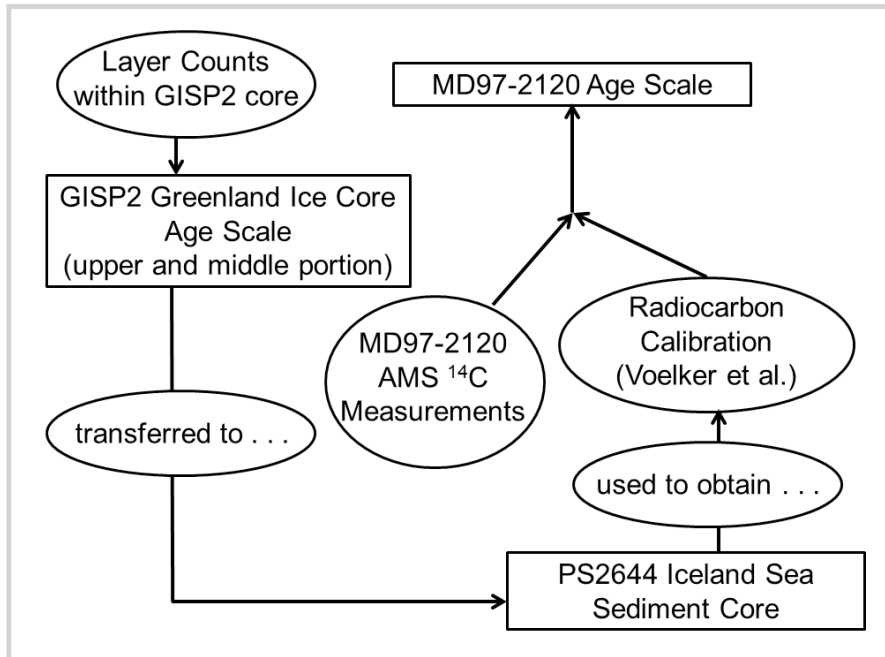 Layer Counts
within GISP2 core
MD97-2120 Age Scale
GISP2 Greenland Ice Core
Age Scale
(upper and middle portion)
MD97-2120
AMS ¹⁴C
Measurements
Radiocarbon
Calibration
(Voelker et al.)
transferred to . . .
used to obtain . . .
PS2644 Iceland Sea
Sediment Core